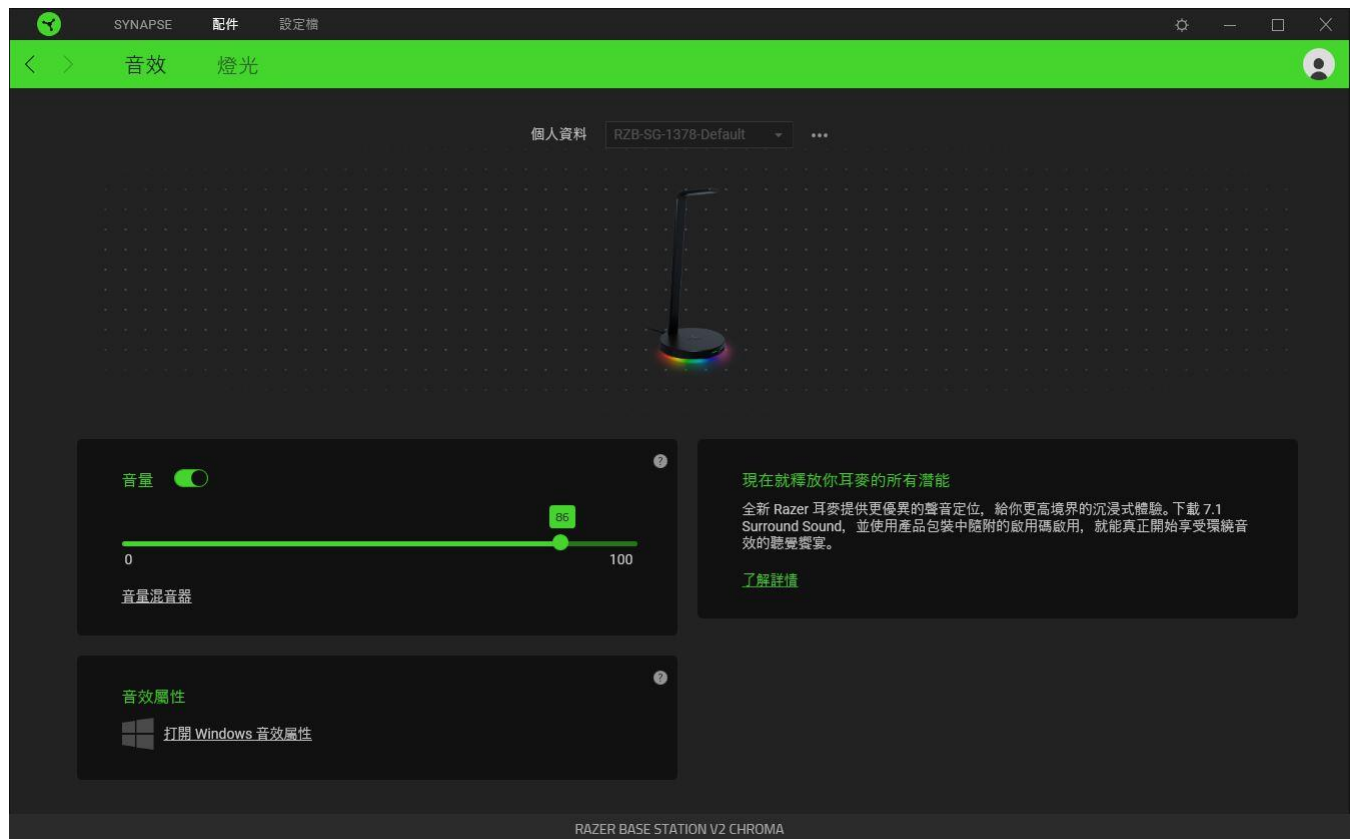 SYNAPSE 配件 設定檔
音效 燈光
個人資料 RZB-SG-1378-Default
音量
86
0 100
音量混音器
現在就釋放你耳麥的所有潛能
全新 Razer 耳麥提供更優異的聲音定位，給你更高境界的沉浸式體驗。下載 7.1
Surround Sound，並使用產品包裝中隨附的啟用碼啟用，就能真正開始享受環繞音
效的聽覺饗宴。
了解詳情
音效屬性
打開 Windows 音效屬性
RAZER BASE STATION V2 CHROMA